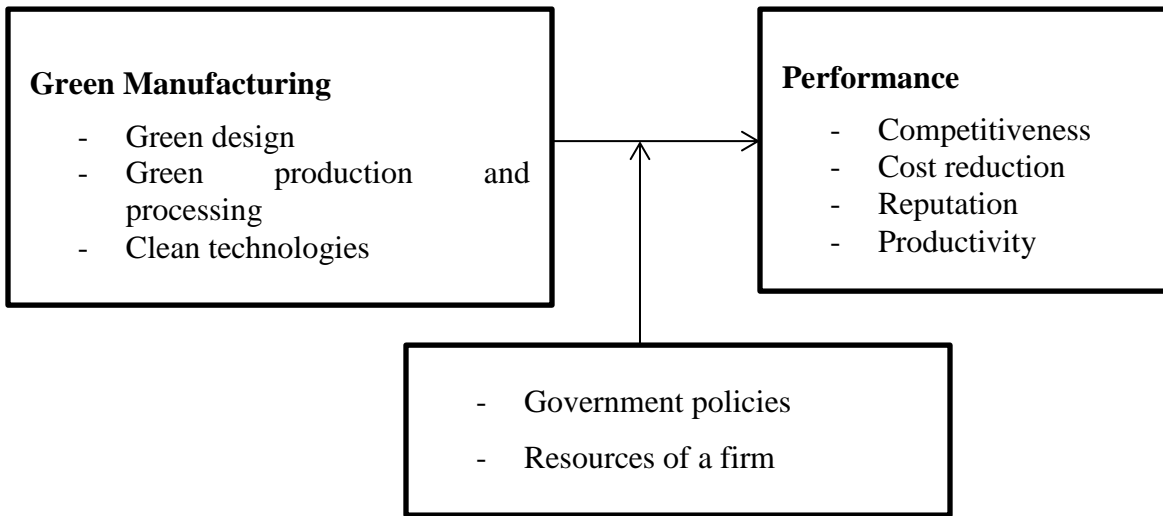 Green Manufacturing
- Green design
- Green production and
processing
- Clean technologies
Performance
- Competitiveness
- Cost reduction
- Reputation
- Productivity
- Government policies
- Resources of a firm